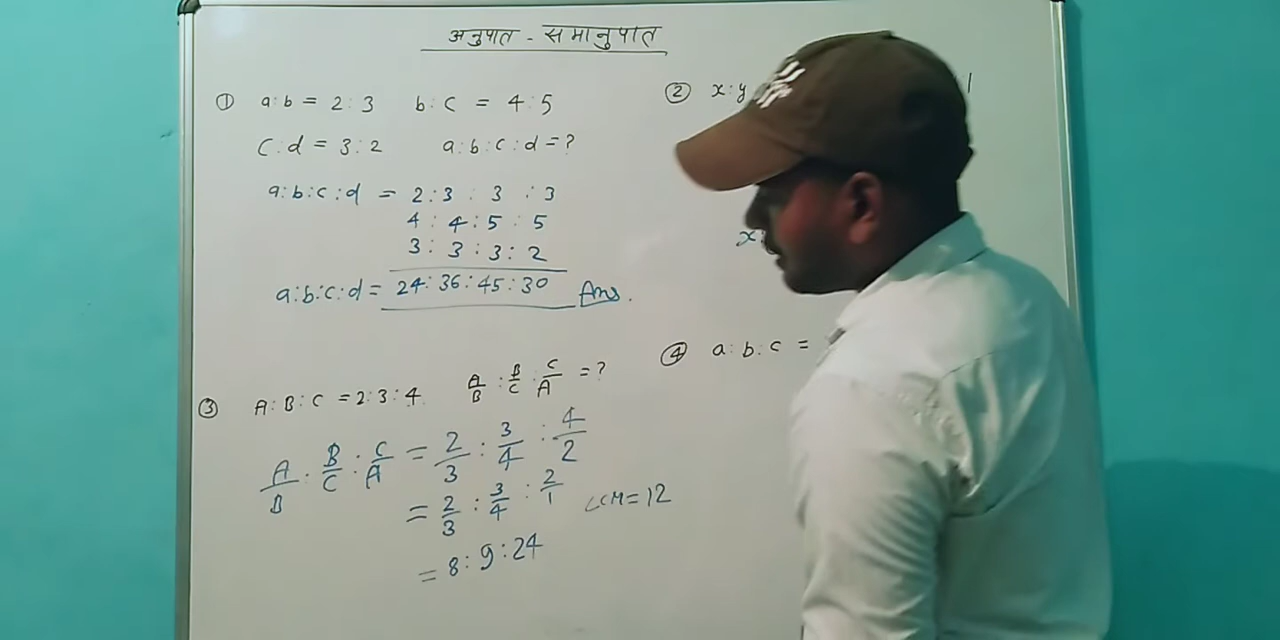 अनुपात - समानुपात
① a:b = 2:3 b:c = 4:5
c:d = 3:2 a:b:c:d = ?
a:b:c:d = 2:3:3:3
4:4:5:5
3:3:3:2
a:b:c:d = 24:36:45:30 Ans.
② x:y
x
③ A:B:C = 2:3:4. A/B : B/C : C/A = ?
A/B : B/C : C/A = 2/3 : 3/4 : 4/2
= 2/3 : 3/4 : 2/1 LCM = 12
= 8:9:24
④ a:b:c =